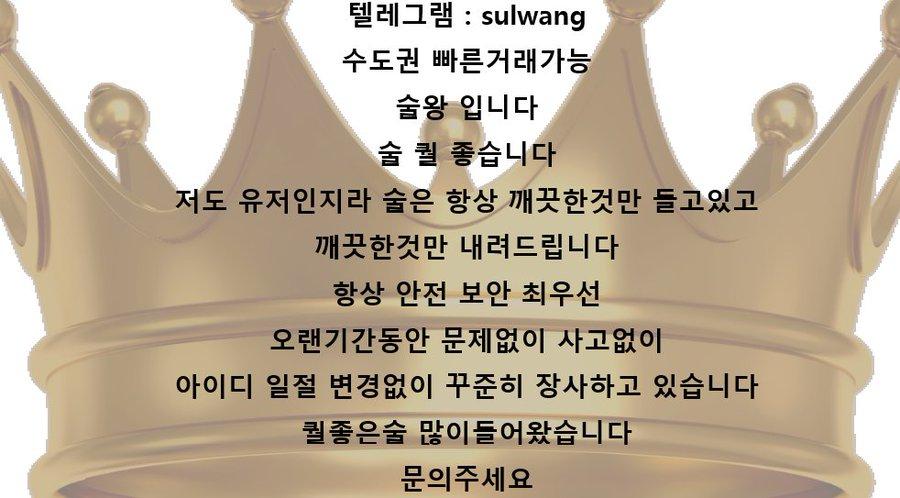 텔레그램 : sulwang
수도권 빠른거래가능
술왕 입니다
술 퀄 좋습니다
저도 유저인지라 술은 항상 깨끗한것만 들고있고
깨끗한것만 내려드립니다
항상 안전 보안 최우선
오랜기간동안 문제없이 사고없이
아이디 일절 변경없이 꾸준히 장사하고 있습니다
퀄좋은술 많이들어왔습니다
문의주세요